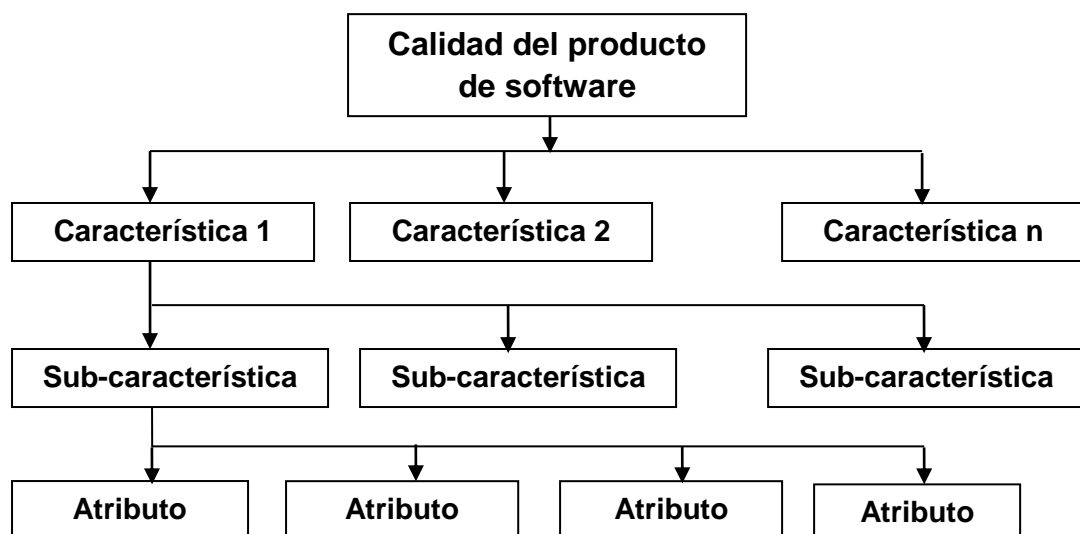 Calidad del producto
de software
Característica 1
Característica 2
Característica n
Sub-característica
Sub-característica
Sub-característica
Atributo
Atributo
Atributo
Atributo